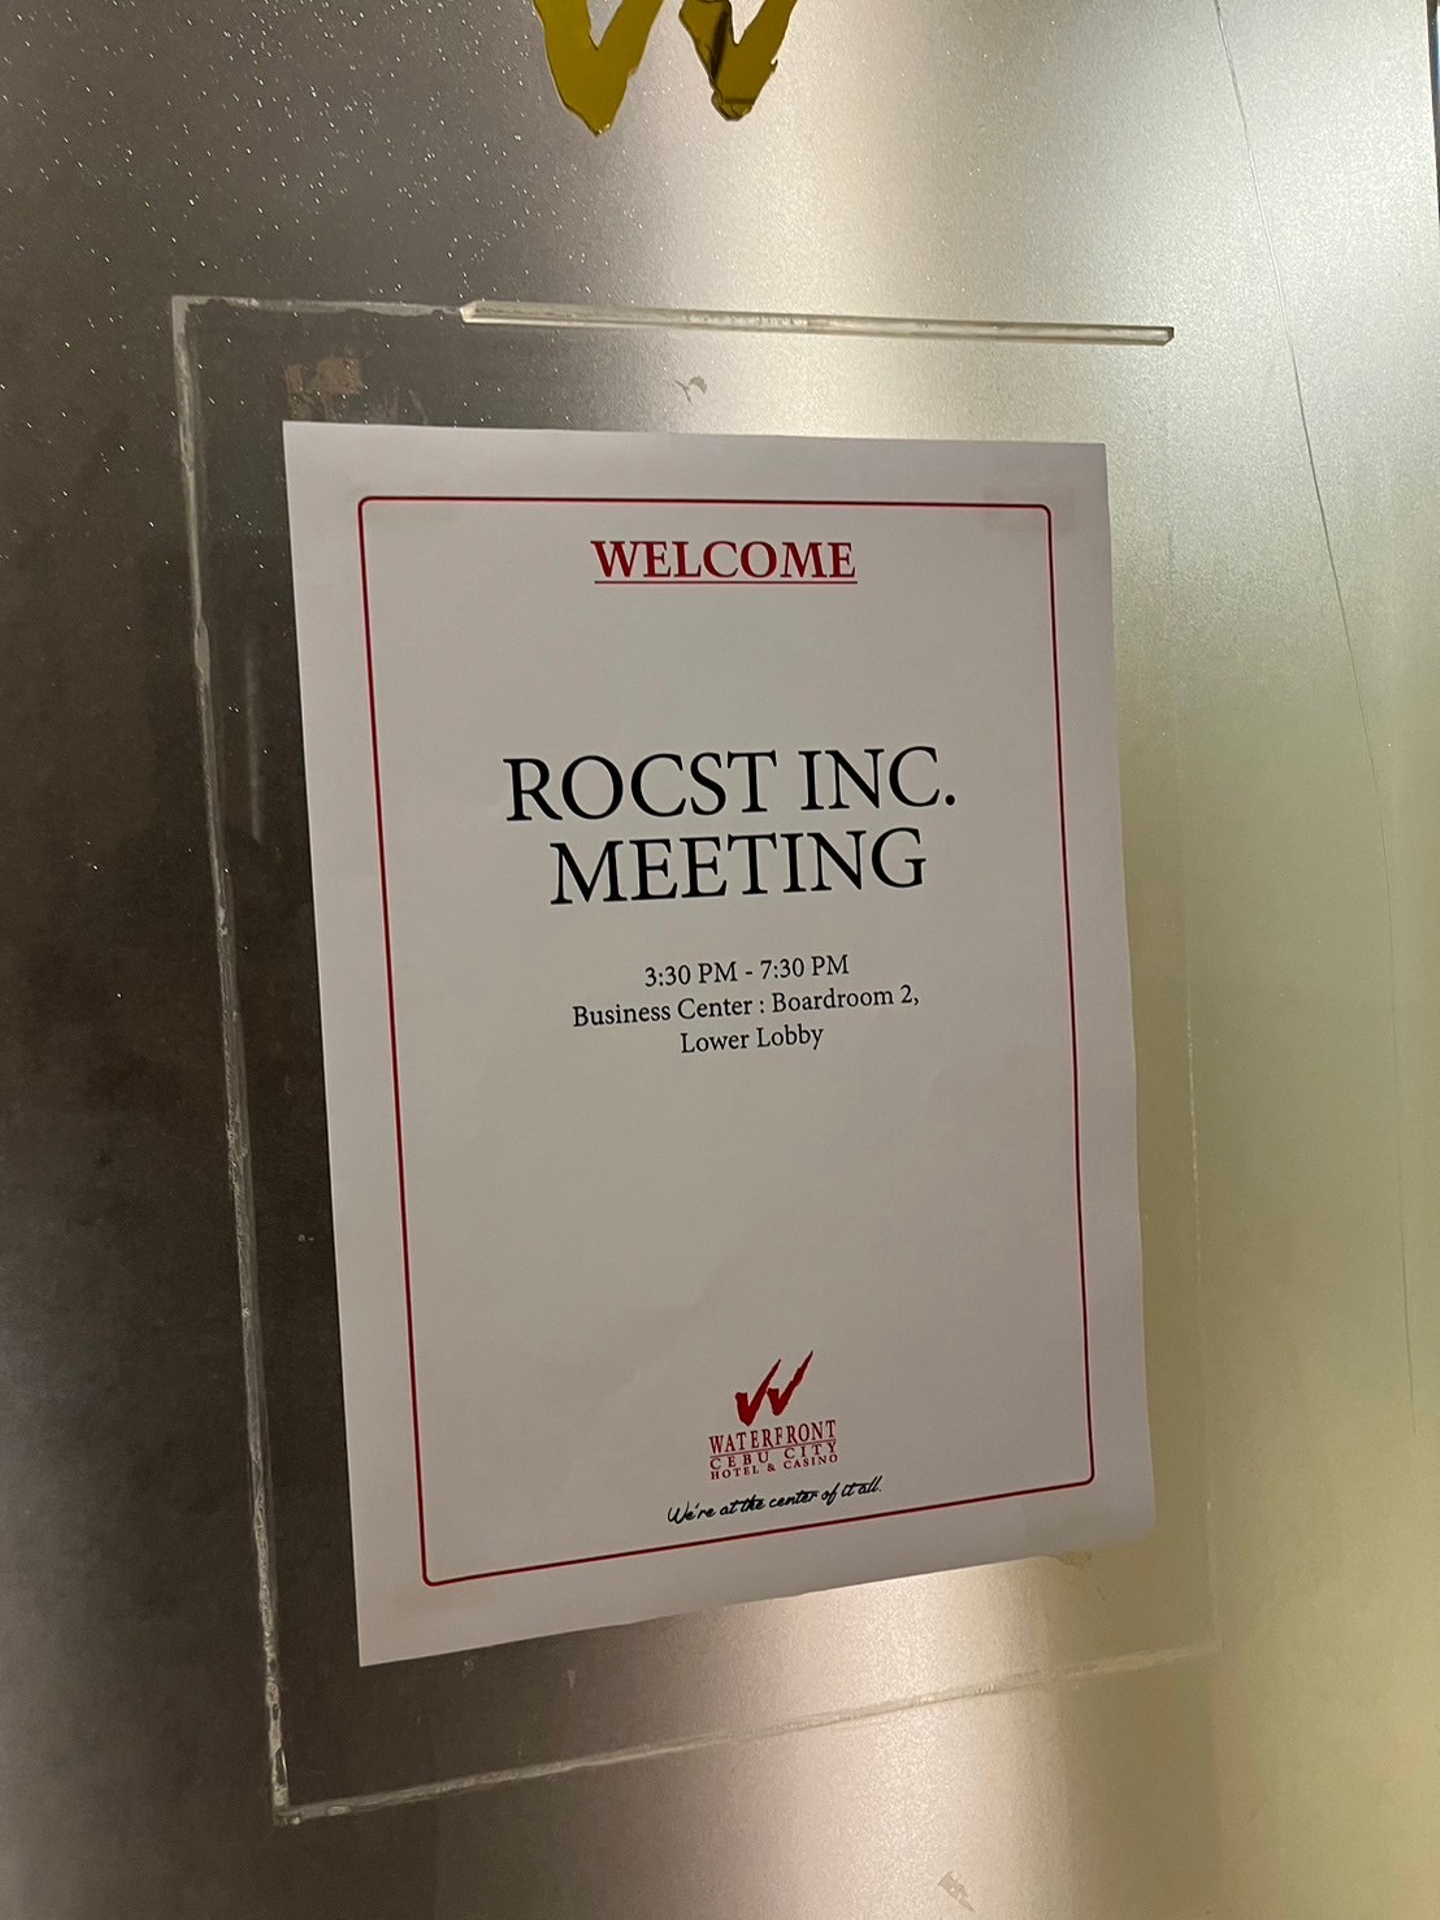 WELCOME
ROCST INC.
MEETING
3:30 PM - 7:30 PM
Business Center : Boardroom 2,
Lower Lobby
WATERFRONT
CEBU CITY
HOTEL & CASINO
We're at the center of it all.